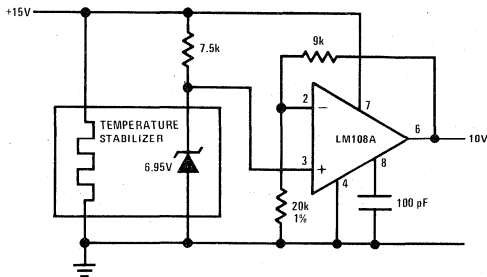 +15V
7.5k
9k
TEMPERATURE
STABILIZER
6.95V
2
−
7
LM108A
6
10V
3
+
8
4
20k
1%
100 pF